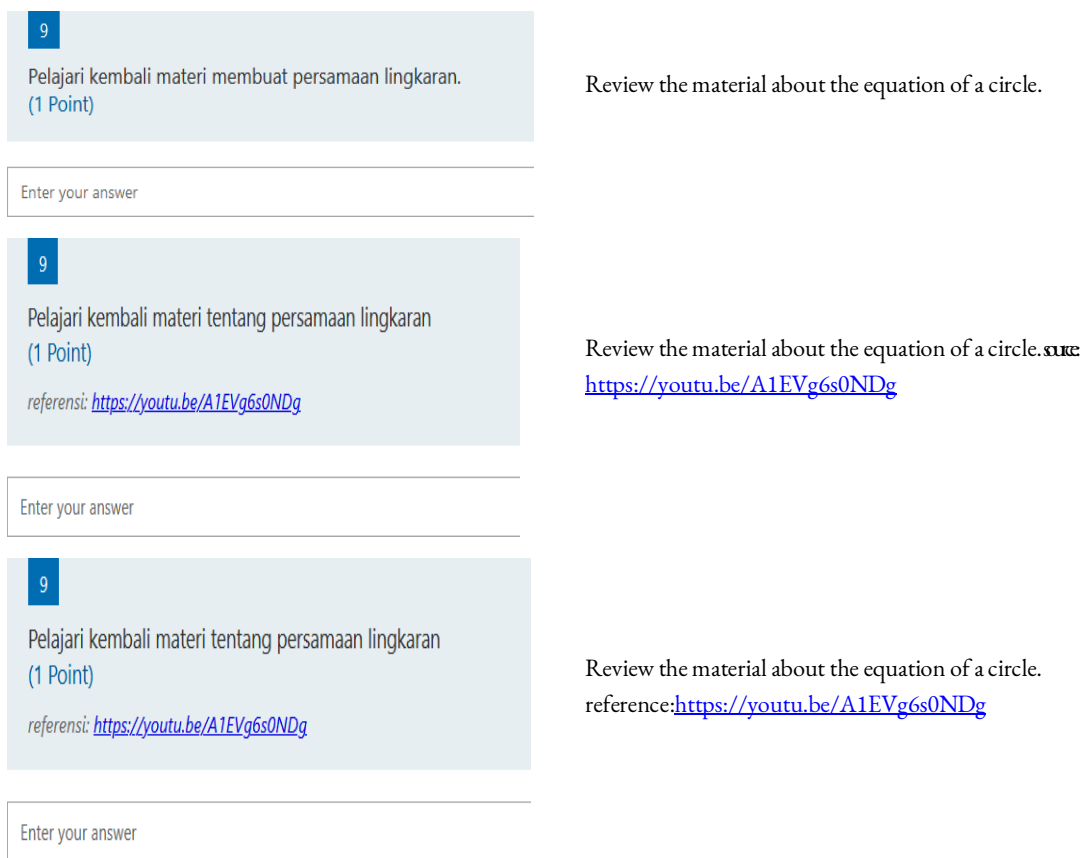 9
Pelajari kembali materi membuat persamaan lingkaran.
(1 Point)
Review the material about the equation of a circle.
Enter your answer
9
Pelajari kembali materi tentang persamaan lingkaran
(1 Point)
referensi: https://youtu.be/A1EVg6s0NDg
Review the material about the equation of a circle.
https://youtu.be/A1EVg6s0NDg
Enter your answer
9
Pelajari kembali materi tentang persamaan lingkaran
(1 Point)
referensi: https://youtu.be/A1EVg6s0NDg
Review the material about the equation of a circle.
reference:https://youtu.be/A1EVg6s0NDg
Enter your answer